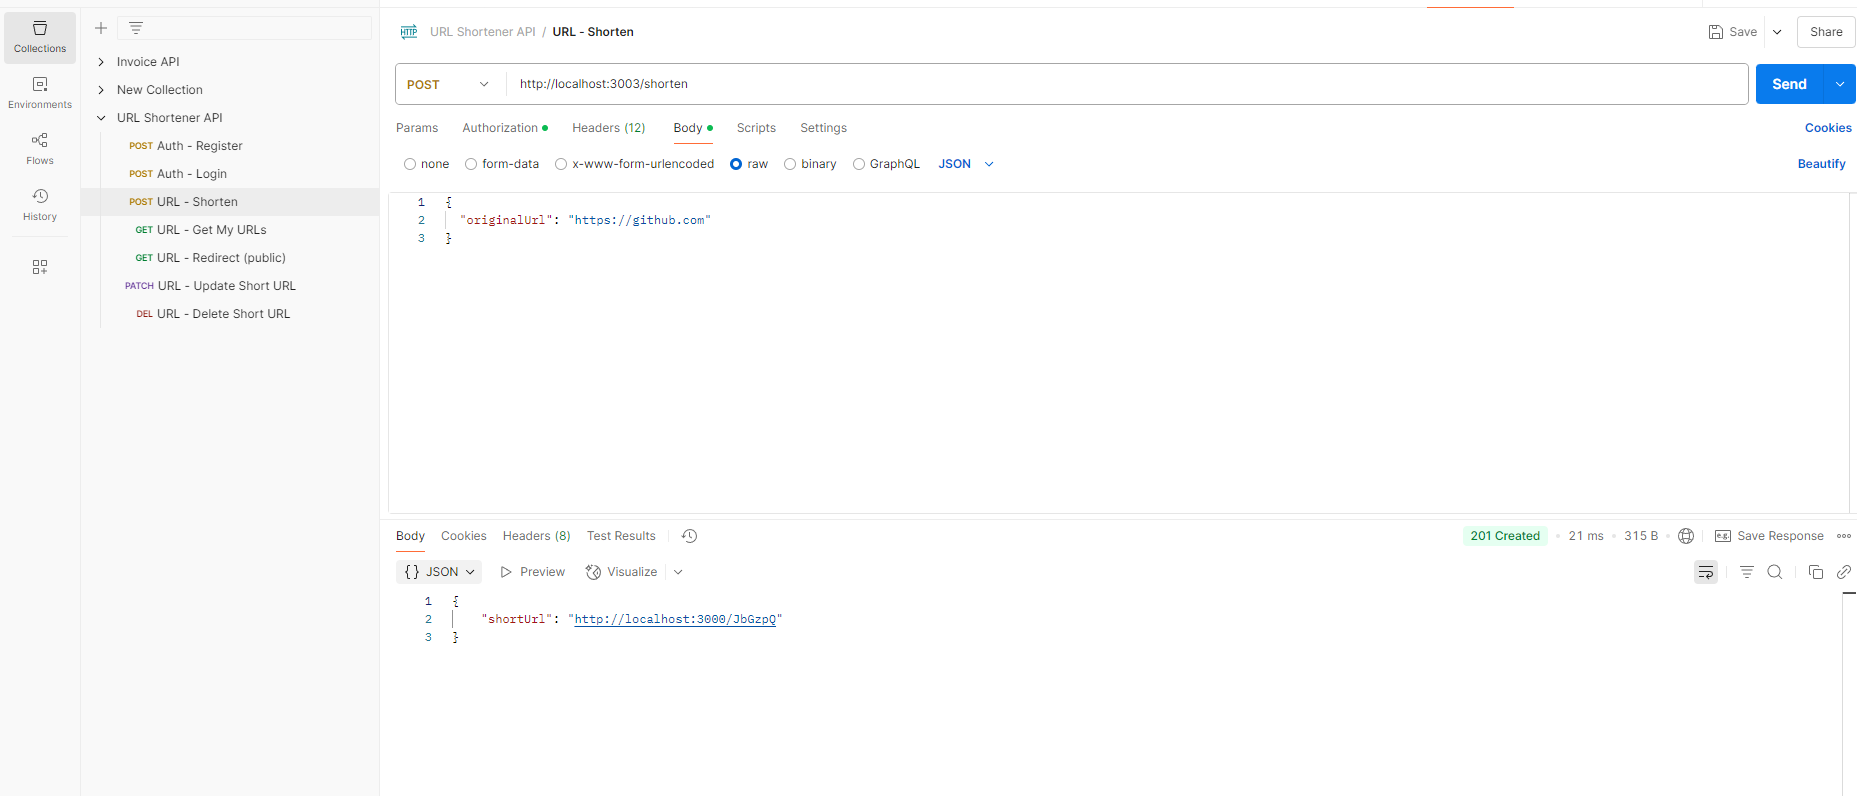 Collections
Environments
Flows
History
Invoice API
New Collection
URL Shortener API
POST Auth - Register
POST Auth - Login
POST URL - Shorten
GET URL - Get My URLs
GET URL - Redirect (public)
PATCH URL - Update Short URL
DEL URL - Delete Short URL
HTTP URL Shortener API / URL - Shorten
Save
Share
POST http://localhost:3003/shorten
Send
Params Authorization Headers (12) Body Scripts Settings
Cookies
none form-data x-www-form-urlencoded raw binary GraphQL JSON
Beautify
1 {
2 "originalUrl": "https://github.com"
3 }
Body Cookies Headers (8) Test Results
201 Created • 21 ms • 315 B • e.g. Save Response
{} JSON Preview Visualize
1 {
2 "shortUrl": "http://localhost:3000/JbGzpQ"
3 }